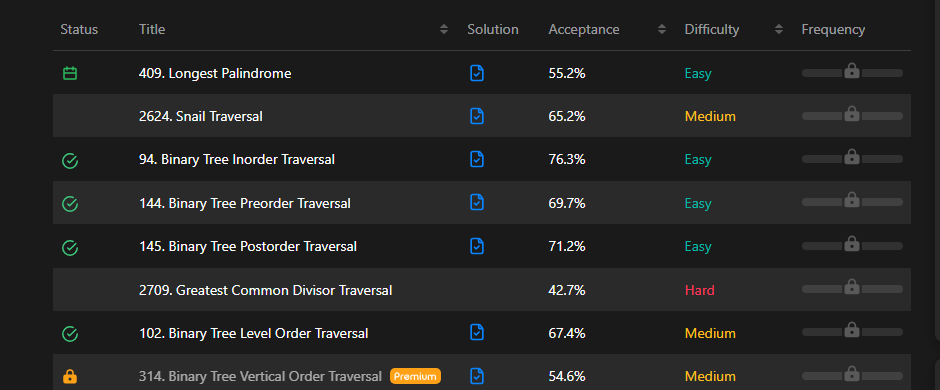 Status Title Solution Acceptance Difficulty Frequency
409. Longest Palindrome 55.2% Easy
2624. Snail Traversal 65.2% Medium
94. Binary Tree Inorder Traversal 76.3% Easy
144. Binary Tree Preorder Traversal 69.7% Easy
145. Binary Tree Postorder Traversal 71.2% Easy
2709. Greatest Common Divisor Traversal 42.7% Hard
102. Binary Tree Level Order Traversal 67.4% Medium
314. Binary Tree Vertical Order Traversal Premium 54.6% Medium